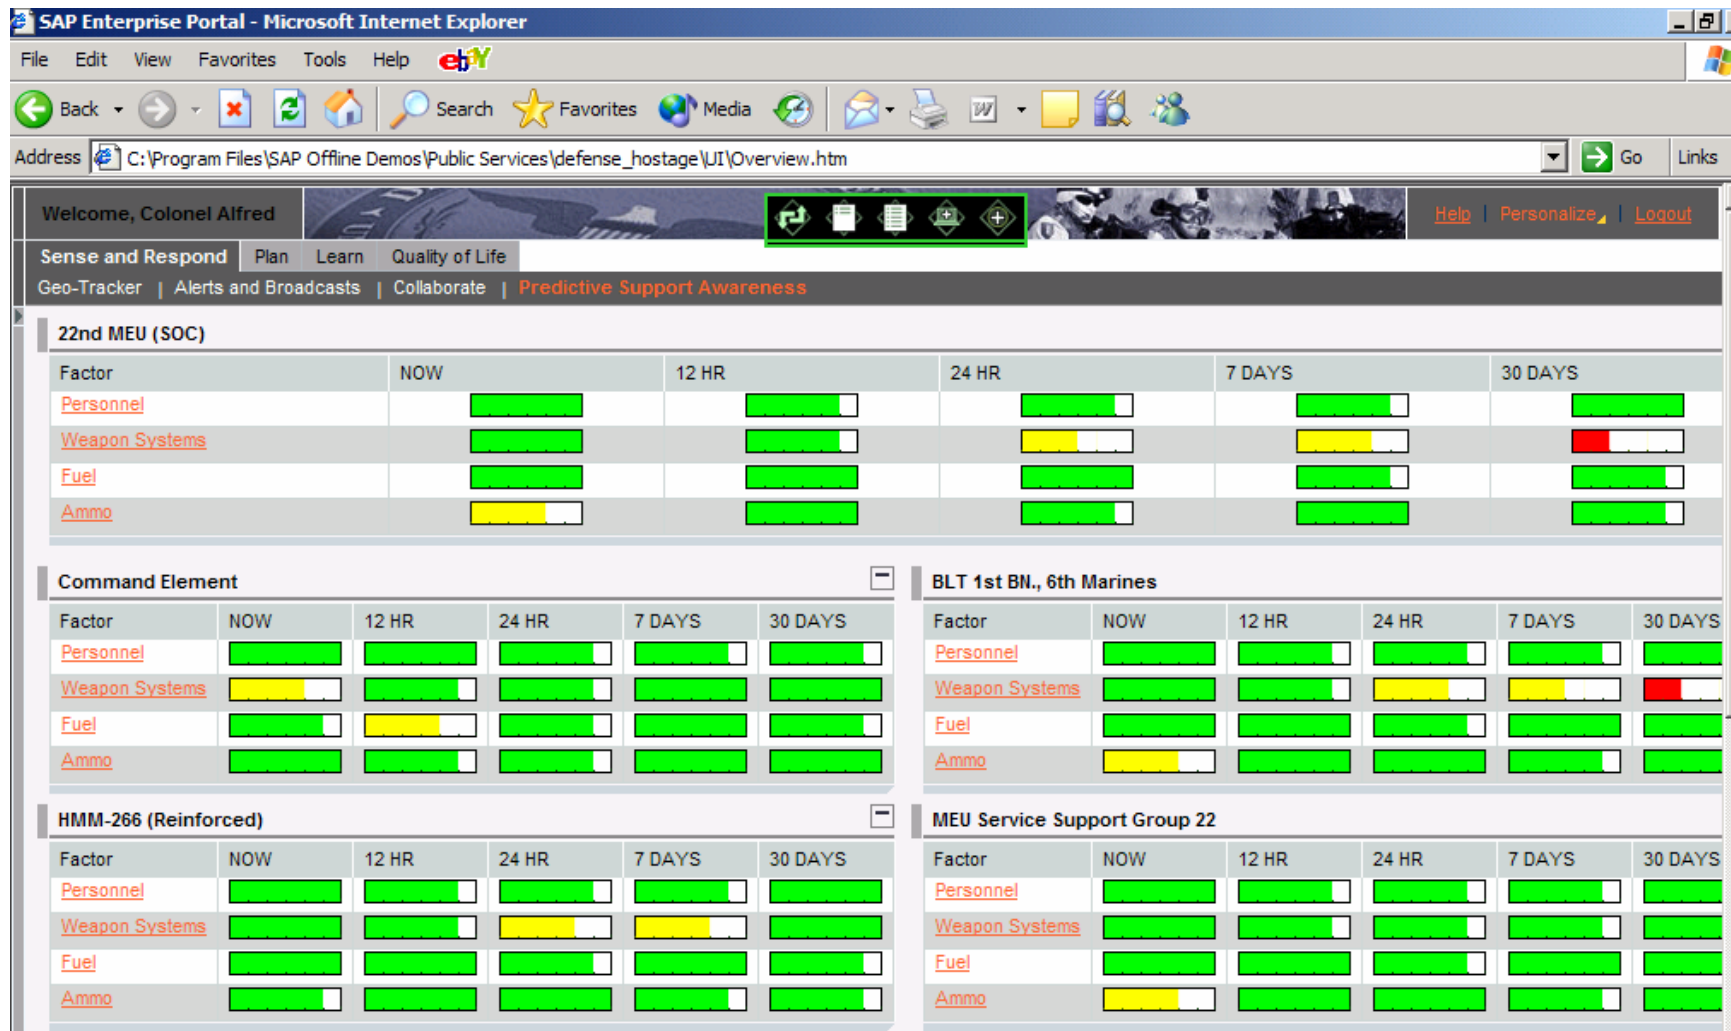 SAP Enterprise Portal - Microsoft Internet Explorer
File Edit View Favorites Tools Help ebY
Back Search Favorites Media W
Address C:\Program Files\SAP Offline Demos\Public Services\defense_hostage\UI\Overview.htm Go Links
Welcome, Colonel Alfred Help | Personalize | Logout
Sense and Respond Plan Learn Quality of Life
Geo-Tracker | Alerts and Broadcasts | Collaborate | Predictive Support Awareness
22nd MEU (SOC)
Factor NOW 12 HR 24 HR 7 DAYS 30 DAYS
Personnel
Weapon Systems
Fuel
Ammo
Command Element
Factor NOW 12 HR 24 HR 7 DAYS 30 DAYS
Personnel
Weapon Systems
Fuel
Ammo
BLT 1st BN., 6th Marines
Factor NOW 12 HR 24 HR 7 DAYS 30 DAYS
Personnel
Weapon Systems
Fuel
Ammo
HMM-266 (Reinforced)
Factor NOW 12 HR 24 HR 7 DAYS 30 DAYS
Personnel
Weapon Systems
Fuel
Ammo
MEU Service Support Group 22
Factor NOW 12 HR 24 HR 7 DAYS 30 DAYS
Personnel
Weapon Systems
Fuel
Ammo